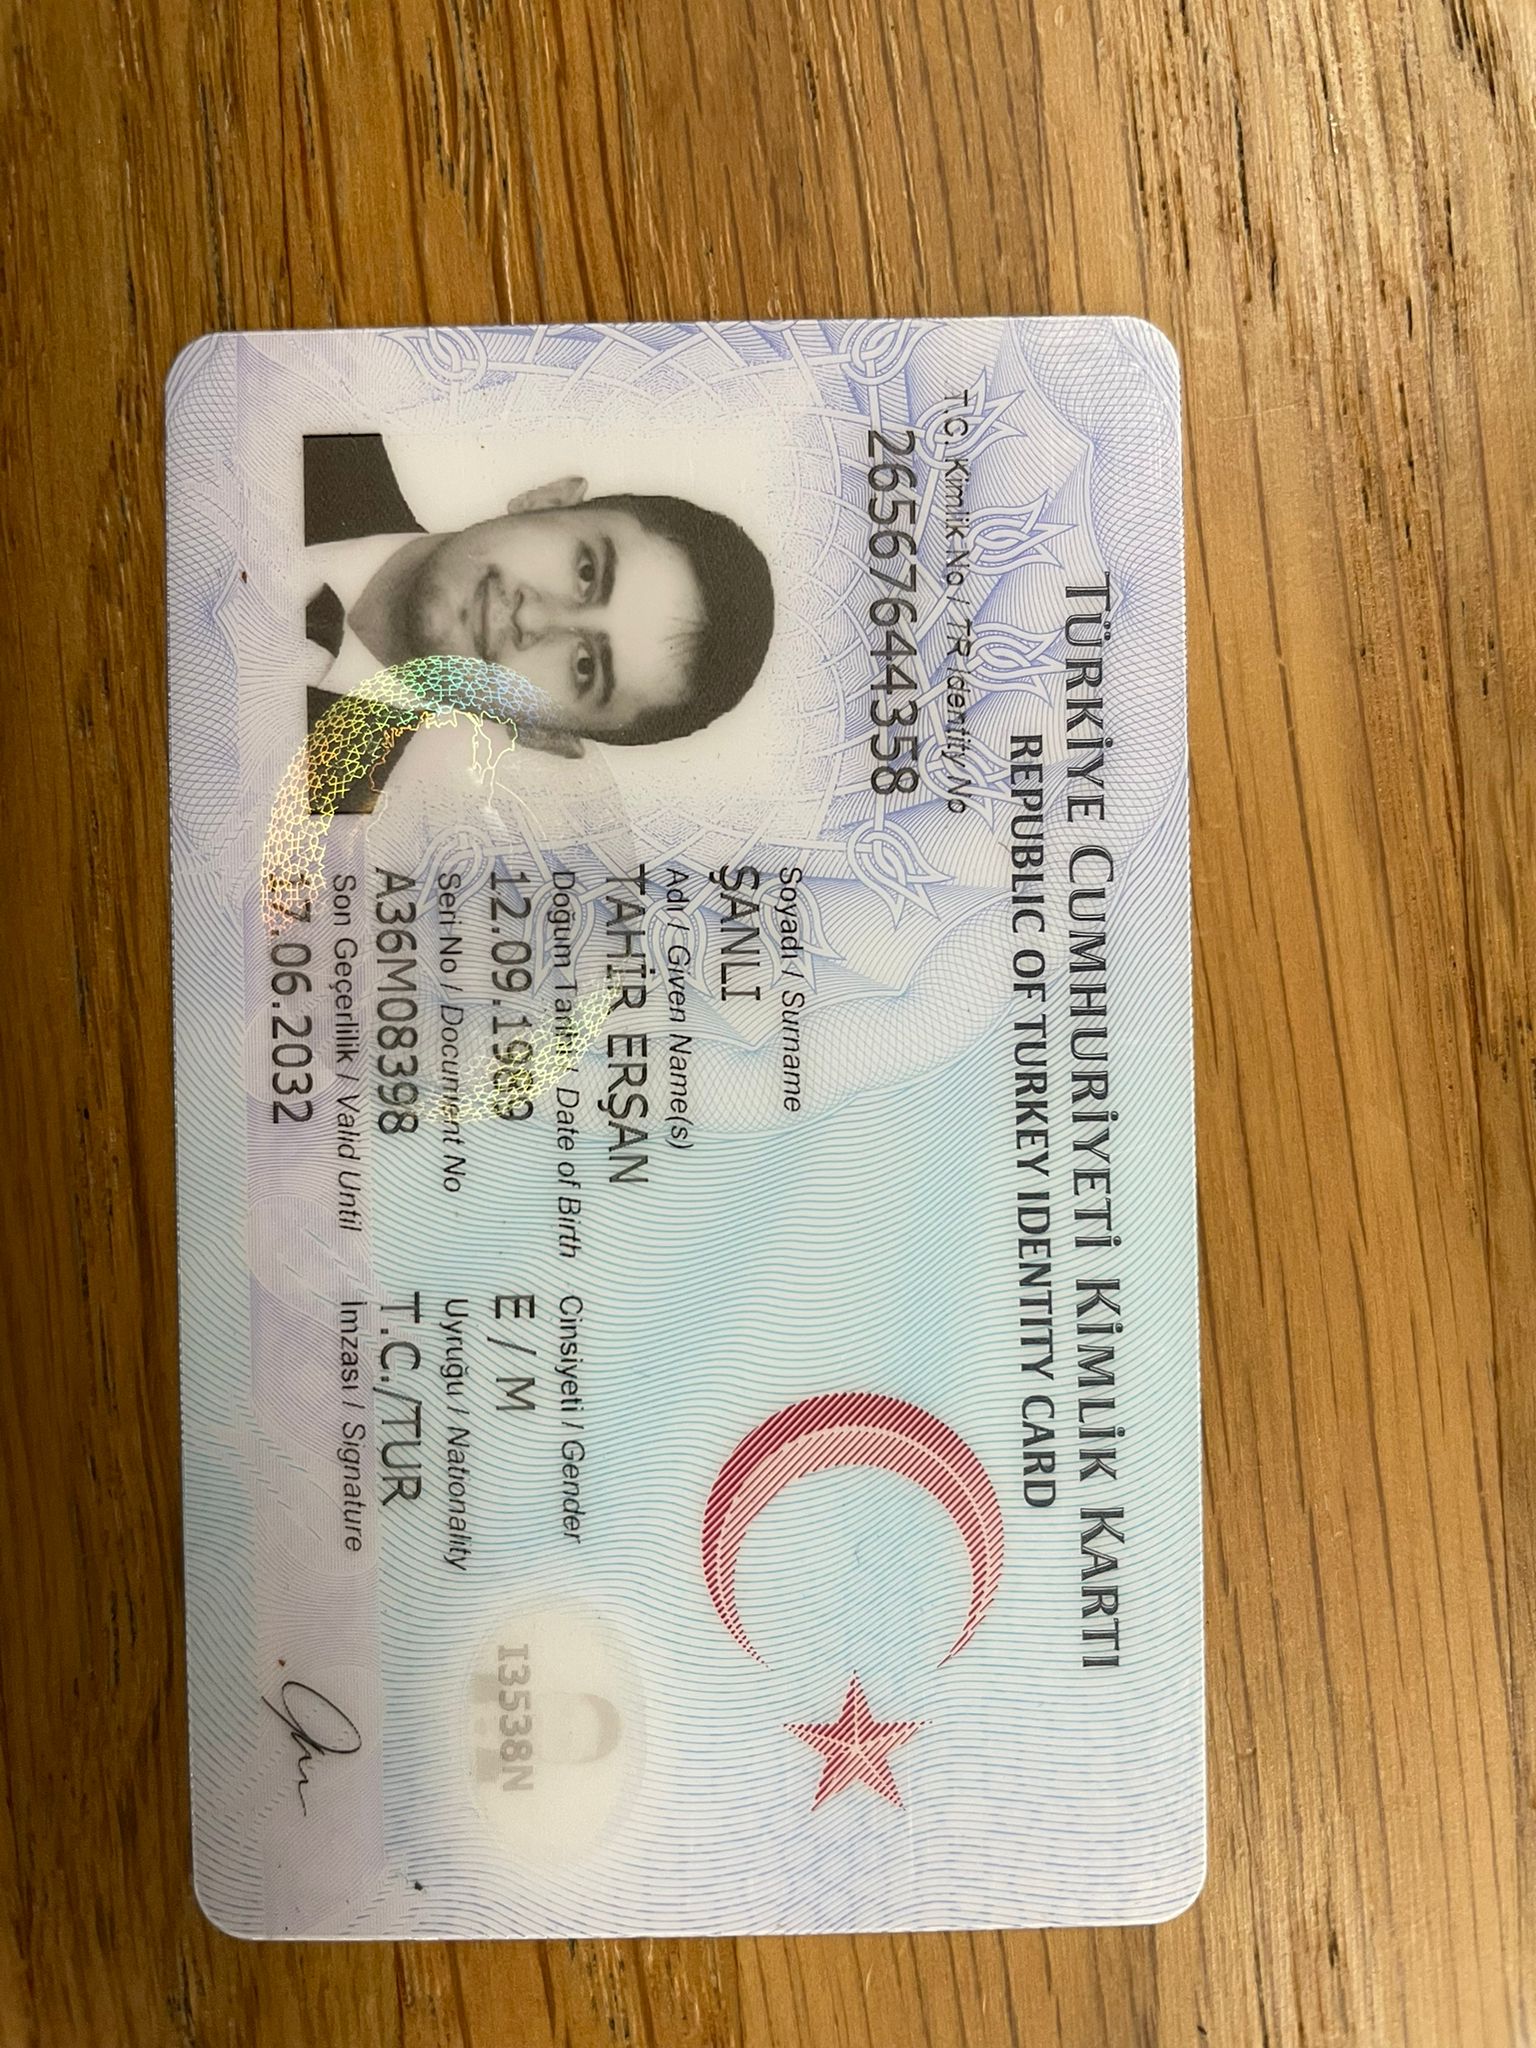 TÜRKİYE CUMHURİYETİ KİMLİK KARTI
REPUBLIC OF TURKEY IDENTITY CARD
T.C. Kimlik No / TR Identity No
26567644358
Soyadı / Surname
ŞANLI
Adı / Given Name(s)
TAHİR ERŞAN
Doğum Tarihi / Date of Birth Cinsiyeti / Gender
12.09.1989 E / M
I3538N
Seri No / Document No Uyruğu / Nationality
A36M08398 T.C./TUR
Son Geçerlilik / Valid Until İmzası / Signature
17.06.2032